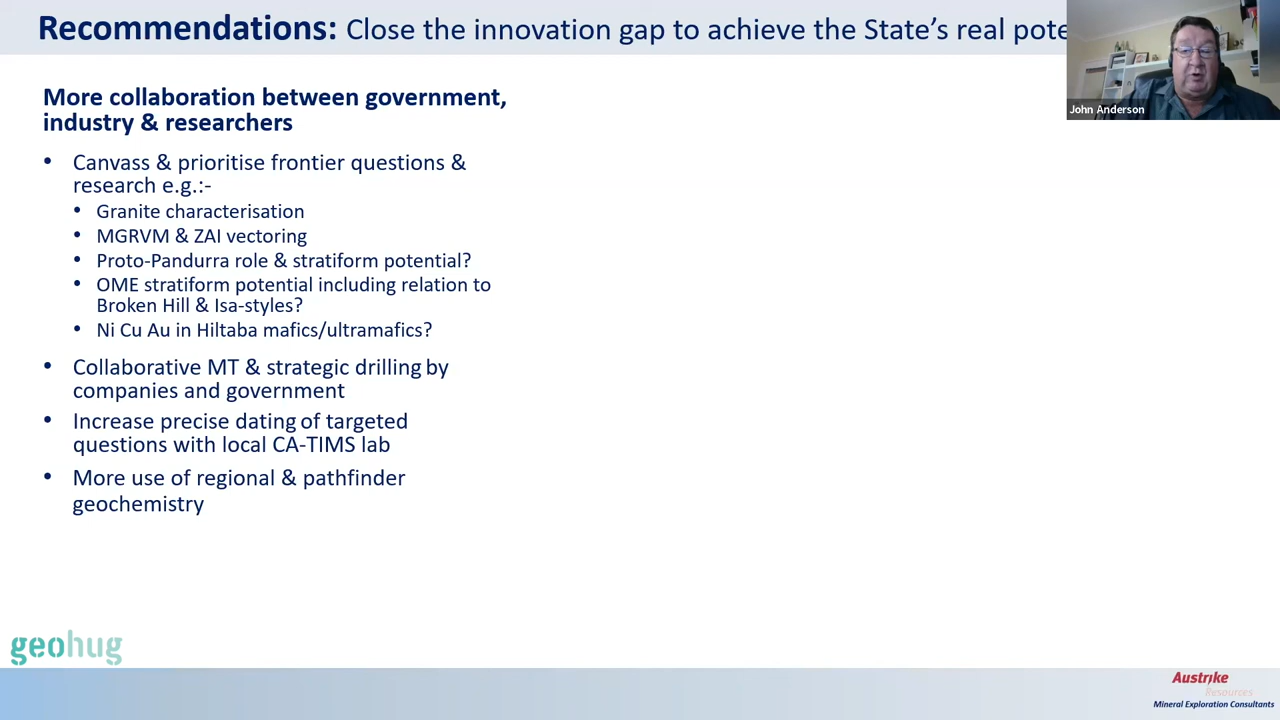 Recommendations: Close the innovation gap to achieve the State's real pote
John Anderson
More collaboration between government,
industry & researchers
• Canvass & prioritise frontier questions &
research e.g.:-
• Granite characterisation
• MGRVM & ZAI vectoring
• Proto-Pandurra role & stratiform potential?
• OME stratiform potential including relation to
Broken Hill & Isa-styles?
• Ni Cu Au in Hiltaba mafics/ultramafics?
• Collaborative MT & strategic drilling by
companies and government
• Increase precise dating of targeted
questions with local CA-TIMS lab
• More use of regional & pathfinder
geochemistry
geohug
Austrike
Resources
Mineral Exploration Consultants